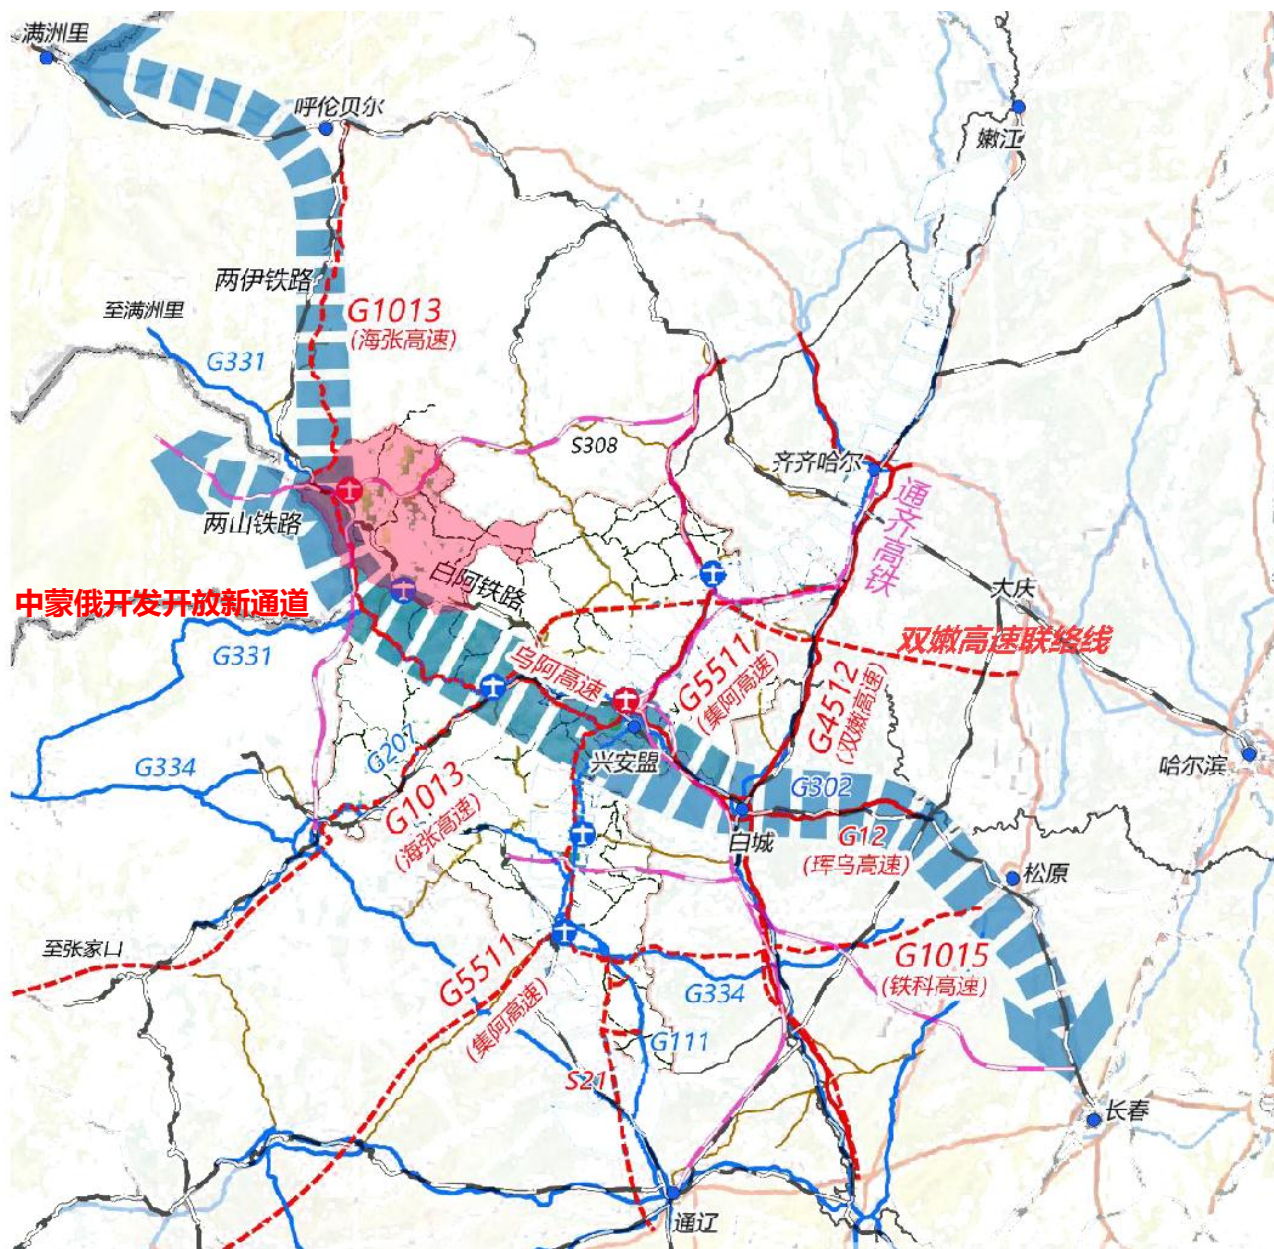 满洲里
呼伦贝尔
嫩江
两伊铁路
至满洲里
G1013
(海张高速)
G331
S308
齐齐哈尔
通齐高铁
两山铁路
白阿铁路
大庆
中蒙俄开发开放新通道
双嫩高速联络线
G331
乌阿高速
G5511
(集阿高速)
G4512
(双嫩高速)
G207
兴安盟
哈尔滨
G334
G302
G1013
(海张高速)
白城
G12
(珲乌高速)
松原
至张家口
G5511
(集阿高速)
G334
G1015
(铁科高速)
G111
S21
长春
通辽